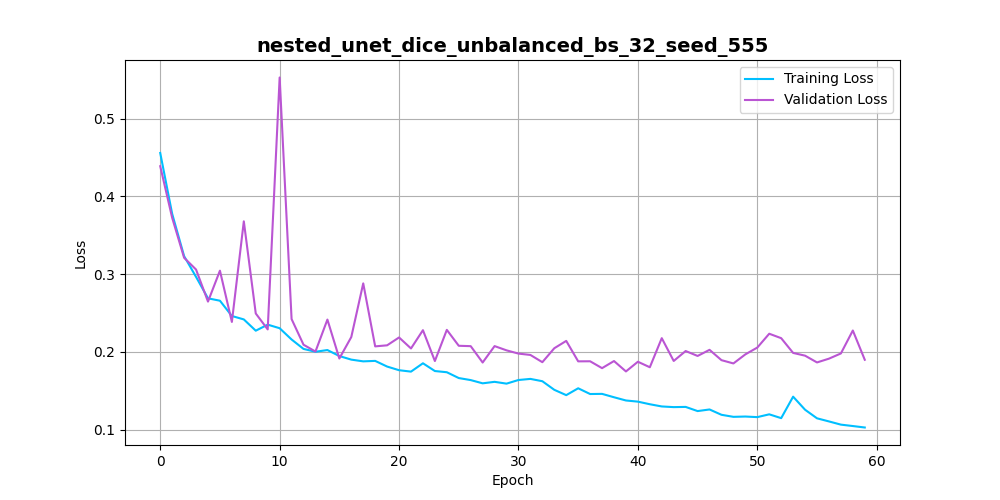 nested_unet_dice_unbalanced_bs_32_seed_555
Training Loss
Validation Loss
Loss
0.5
0.4
0.3
0.2
0.1
0 10 20 30 40 50 60
Epoch